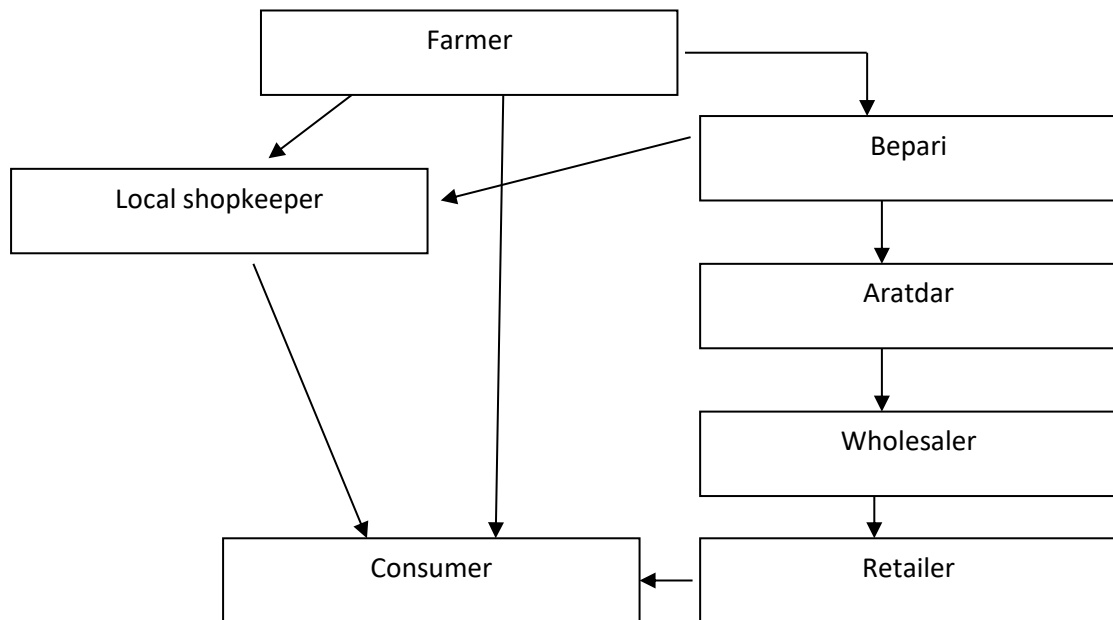 Farmer
Bepari
Local shopkeeper
Aratdar
Wholesaler
Consumer
Retailer